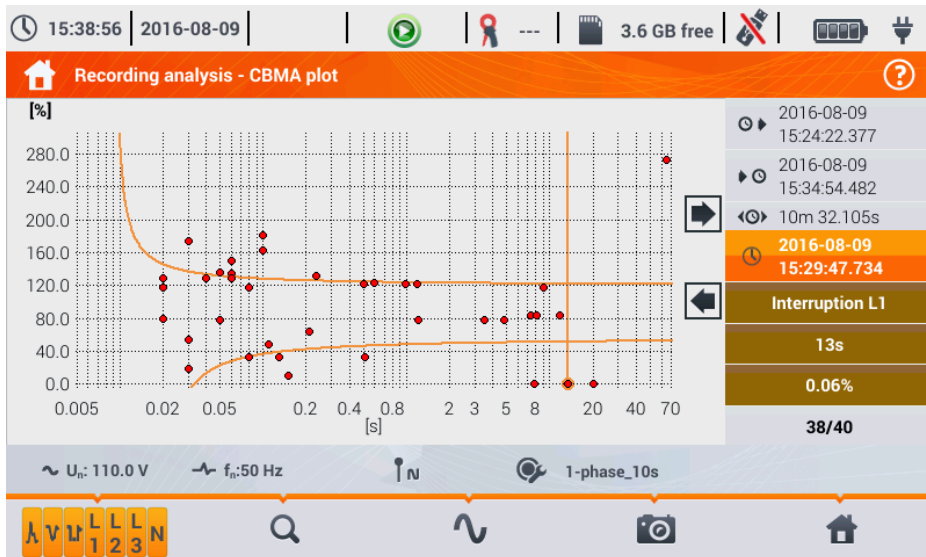 15:38:56 2016-08-09 --- 3.6 GB free
Recording analysis - CBMA plot ?
[%]
280.0
240.0
200.0
160.0
120.0
80.0
40.0
0.0
0.005 0.02 0.05 0.2 0.4 0.8 2 3 5 8 20 40 70
[s]
2016-08-09
15:24:22.377
2016-08-09
15:34:54.482
10m 32.105s
2016-08-09
15:29:47.734
Interruption L1
13s
0.06%
38/40
Un: 110.0 V fn:50 Hz N 1-phase_10s
L L L N
1 2 3